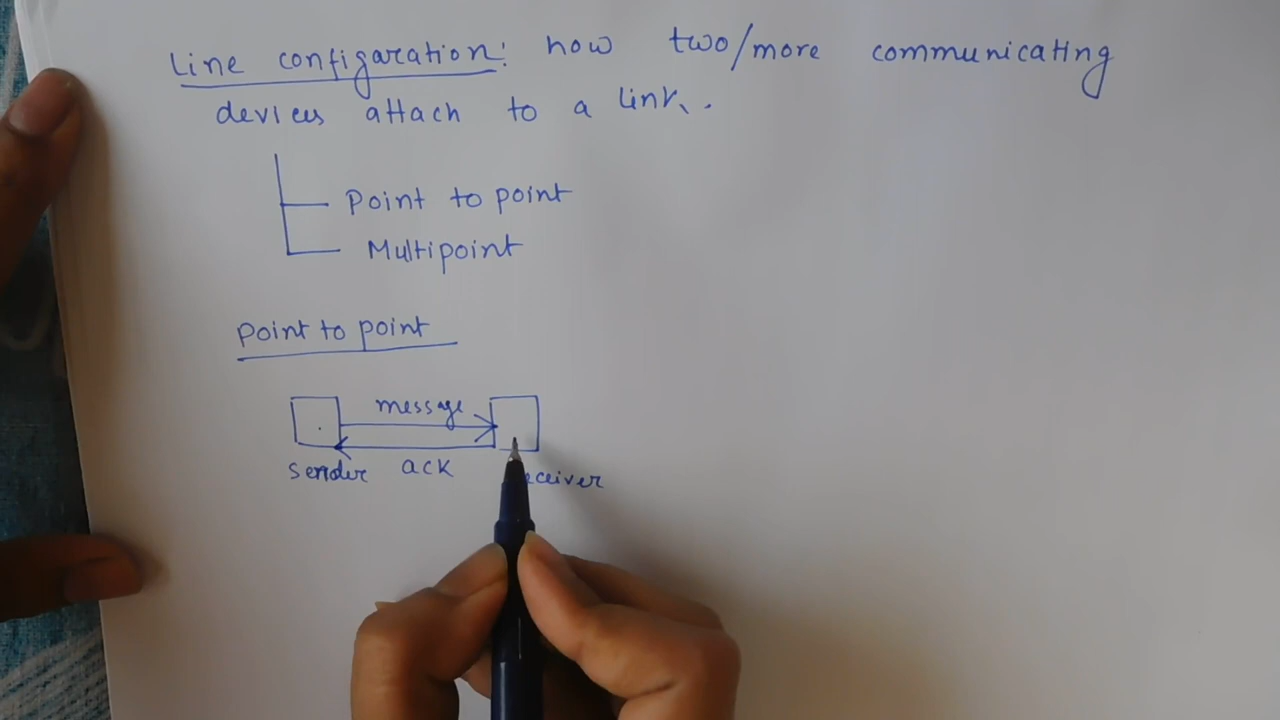 Line configaration: how two/more communicating
devices attach to a link.
Point to point
Multipoint
Point to point
message
sender ack eceiver